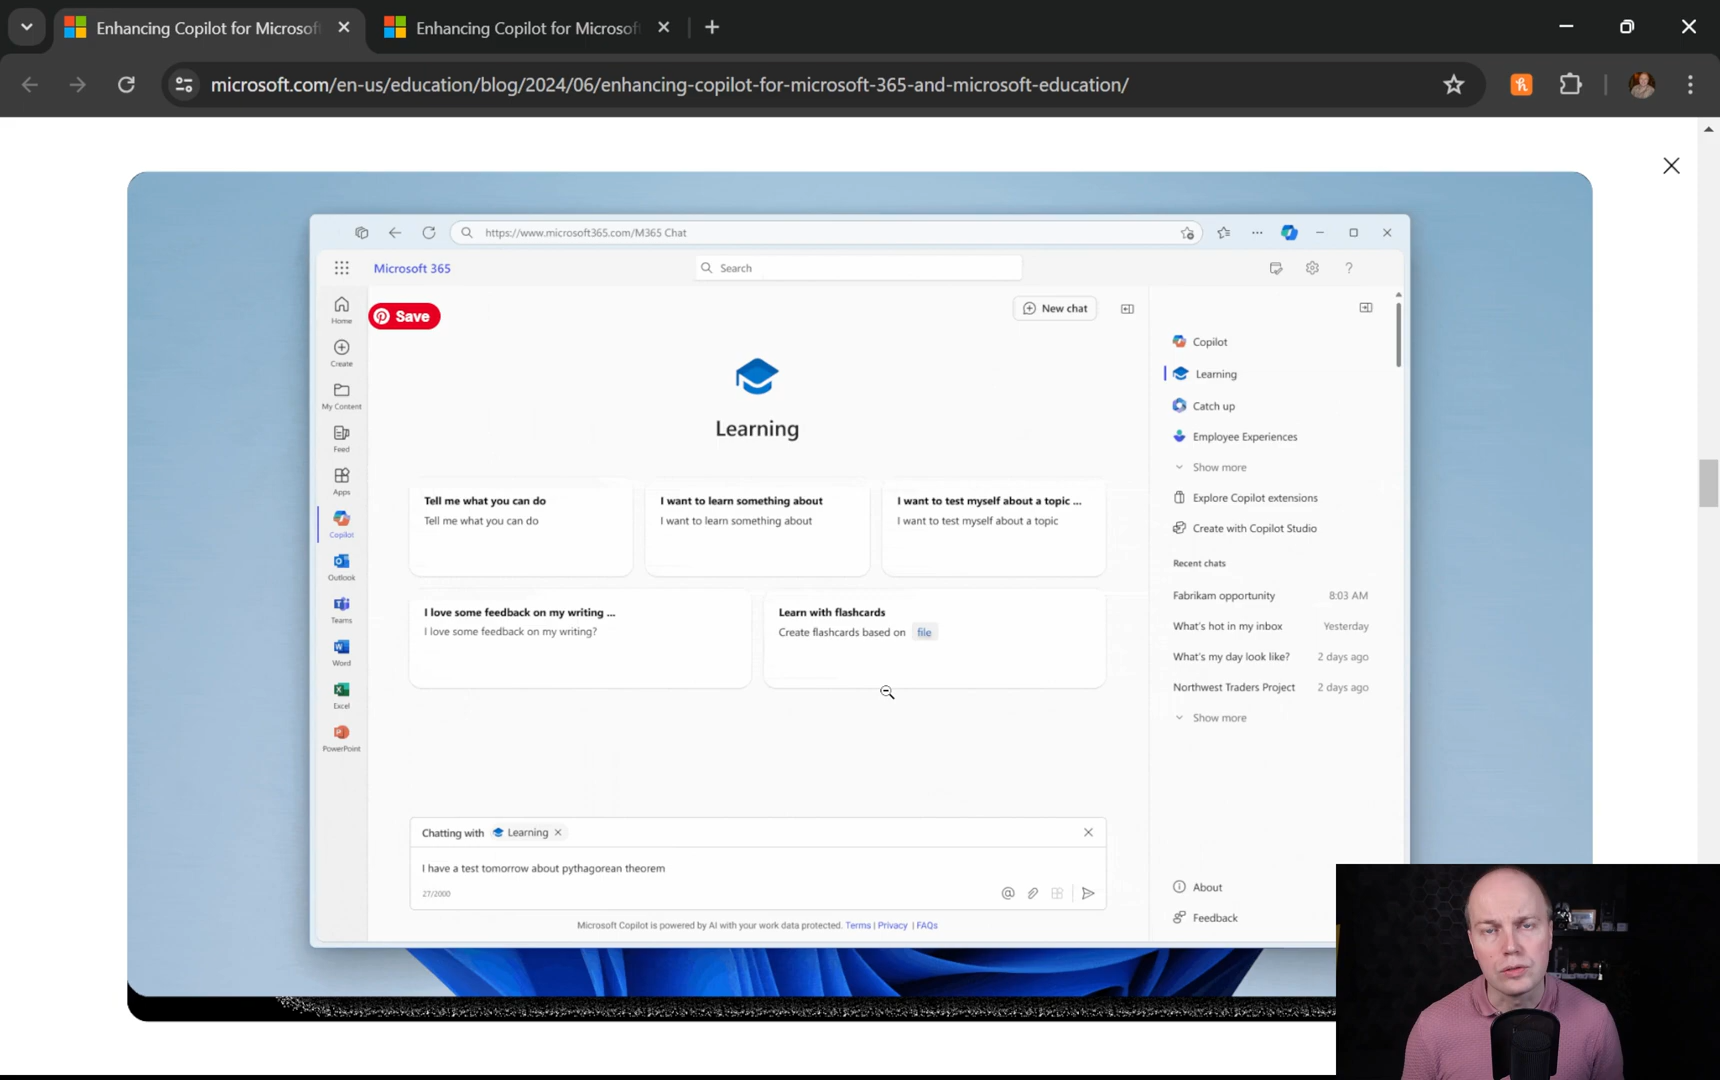 Enhancing Copilot for Microsof
Enhancing Copilot for Microsof
microsoft.com/en-us/education/blog/2024/06/enhancing-copilot-for-microsoft-365-and-microsoft-education/
https://www.microsoft365.com/M365 Chat
Microsoft 365
Search
Home
Create
My Content
Feed
Apps
Copilot
Outlook
Teams
Word
Excel
PowerPoint
Save
New chat
Learning
Tell me what you can do
Tell me what you can do
I want to learn something about
I want to learn something about
I want to test myself about a topic ...
I want to test myself about a topic
I love some feedback on my writing ...
I love some feedback on my writing?
Learn with flashcards
Create flashcards based on file
Chatting with Learning
I have a test tomorrow about pythagorean theorem
27/2000
Microsoft Copilot is powered by AI with your work data protected. Terms | Privacy | FAQs
Copilot
Learning
Catch up
Employee Experiences
Show more
Explore Copilot extensions
Create with Copilot Studio
Recent chats
Fabrikam opportunity 8:03 AM
What's hot in my inbox Yesterday
What's my day look like? 2 days ago
Northwest Traders Project 2 days ago
Show more
About
Feedback